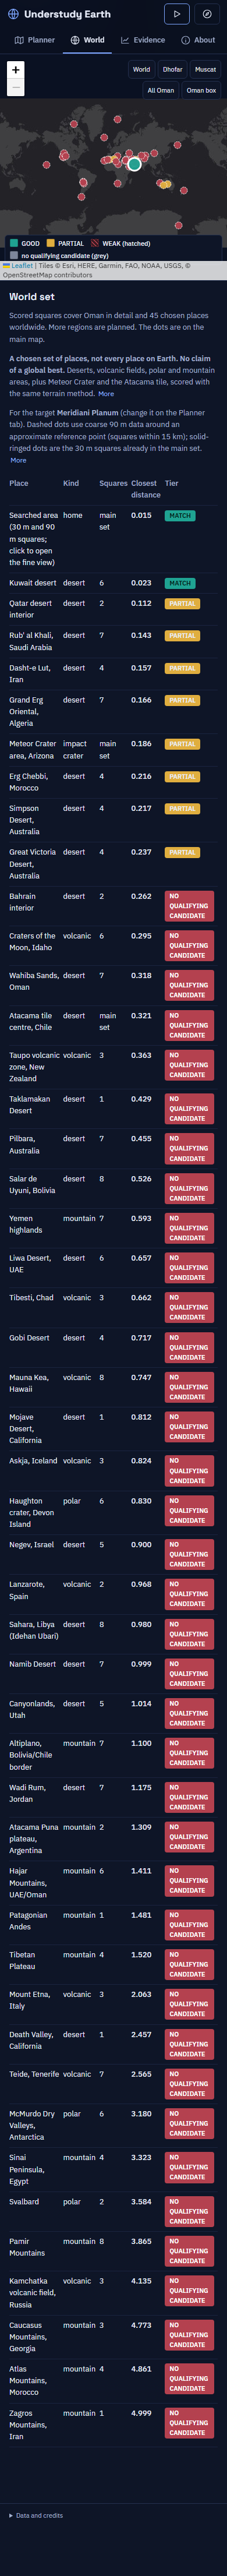 Understudy Earth
Planner World Evidence About
+
−
World Dhofar Muscat
All Oman Oman box
GOOD PARTIAL WEAK (hatched)
no qualifying candidate (grey)
Leaflet | Tiles © Esri, HERE, Garmin, FAO, NOAA, USGS, ©
OpenStreetMap contributors
World set
Scored squares cover Oman in detail and 45 chosen places
worldwide. More regions are planned. The dots are on the
main map.
A chosen set of places, not every place on Earth. No claim
of a global best. Deserts, volcanic fields, polar and mountain
areas, plus Meteor Crater and the Atacama tile, scored with
the same terrain method. More
For the target Meridiani Planum (change it on the Planner
tab). Dashed dots use coarse 90 m data around an
approximate reference point (squares within 15 km); solid-
ringed dots are the 30 m squares already in the main set.
More
Place Kind Squares Closest Tier
distance
Searched area home main 0.015 MATCH
(30 m and 90 set
m squares;
click to open
the fine view)
Kuwait desert desert 6 0.023 MATCH
Qatar desert desert 2 0.112 PARTIAL
interior
Rub' al Khali, desert 7 0.143 PARTIAL
Saudi Arabia
Dasht-e Lut, desert 4 0.157 PARTIAL
Iran
Grand Erg desert 7 0.166 PARTIAL
Oriental,
Algeria
Meteor Crater impact main 0.186 PARTIAL
area, Arizona crater set
Erg Chebbi, desert 4 0.216 PARTIAL
Morocco
Simpson desert 4 0.217 PARTIAL
Desert,
Australia
Great Victoria desert 4 0.237 PARTIAL
Desert,
Australia
Bahrain desert 2 0.262 NO QUALIFYING CANDIDATE
interior
Craters of the volcanic 6 0.295 NO QUALIFYING CANDIDATE
Moon, Idaho
Wahiba Sands, desert 7 0.318 NO QUALIFYING CANDIDATE
Oman
Atacama tile desert main 0.321 NO QUALIFYING CANDIDATE
centre, Chile set
Taupo volcanic volcanic 3 0.363 NO QUALIFYING CANDIDATE
zone, New
Zealand
Taklamakan desert 1 0.429 NO QUALIFYING CANDIDATE
Desert
Pilbara, desert 7 0.455 NO QUALIFYING CANDIDATE
Australia
Salar de desert 8 0.526 NO QUALIFYING CANDIDATE
Uyuni, Bolivia
Yemen mountain 7 0.593 NO QUALIFYING CANDIDATE
highlands
Liwa Desert, desert 6 0.657 NO QUALIFYING CANDIDATE
UAE
Tibesti, Chad volcanic 3 0.662 NO QUALIFYING CANDIDATE
Gobi Desert desert 4 0.717 NO QUALIFYING CANDIDATE
Mauna Kea, volcanic 8 0.747 NO QUALIFYING CANDIDATE
Hawaii
Mojave desert 1 0.812 NO QUALIFYING CANDIDATE
Desert,
California
Askja, Iceland volcanic 3 0.824 NO QUALIFYING CANDIDATE
Haughton polar 6 0.830 NO QUALIFYING CANDIDATE
crater, Devon
Island
Negev, Israel desert 5 0.900 NO QUALIFYING CANDIDATE
Lanzarote, volcanic 2 0.968 NO QUALIFYING CANDIDATE
Spain
Sahara, Libya desert 8 0.980 NO QUALIFYING CANDIDATE
(Idehan Ubari)
Namib Desert desert 7 0.999 NO QUALIFYING CANDIDATE
Canyonlands, desert 5 1.014 NO QUALIFYING CANDIDATE
Utah
Altiplano, mountain 7 1.100 NO QUALIFYING CANDIDATE
Bolivia/Chile
border
Wadi Rum, desert 7 1.175 NO QUALIFYING CANDIDATE
Jordan
Atacama Puna mountain 2 1.309 NO QUALIFYING CANDIDATE
plateau,
Argentina
Hajar mountain 6 1.411 NO QUALIFYING CANDIDATE
Mountains,
UAE/Oman
Patagonian mountain 1 1.481 NO QUALIFYING CANDIDATE
Andes
Tibetan mountain 4 1.520 NO QUALIFYING CANDIDATE
Plateau
Mount Etna, volcanic 3 2.063 NO QUALIFYING CANDIDATE
Italy
Death Valley, desert 1 2.457 NO QUALIFYING CANDIDATE
California
Teide, Tenerife volcanic 7 2.565 NO QUALIFYING CANDIDATE
McMurdo Dry polar 6 3.180 NO QUALIFYING CANDIDATE
Valleys,
Antarctica
Sinai mountain 4 3.323 NO QUALIFYING CANDIDATE
Peninsula,
Egypt
Svalbard polar 2 3.584 NO QUALIFYING CANDIDATE
Pamir mountain 8 3.865 NO QUALIFYING CANDIDATE
Mountains
Kamchatka volcanic 3 4.135 NO QUALIFYING CANDIDATE
volcanic field,
Russia
Caucasus mountain 3 4.773 NO QUALIFYING CANDIDATE
Mountains,
Georgia
Atlas mountain 4 4.861 NO QUALIFYING CANDIDATE
Mountains,
Morocco
Zagros mountain 1 4.999 NO QUALIFYING CANDIDATE
Mountains,
Iran
Data and credits